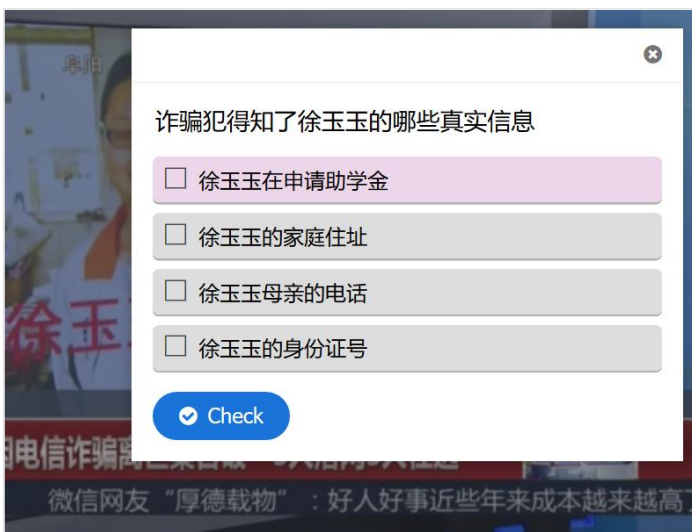 阜阳
诈骗犯得知了徐玉玉的哪些真实信息
徐玉玉在申请助学金
徐玉玉的家庭住址
徐玉玉母亲的电话
徐玉玉的身份证号
Check
徐玉
电信诈骗离
微信网友“厚德载物”：好人好事近些年来成本越来越高